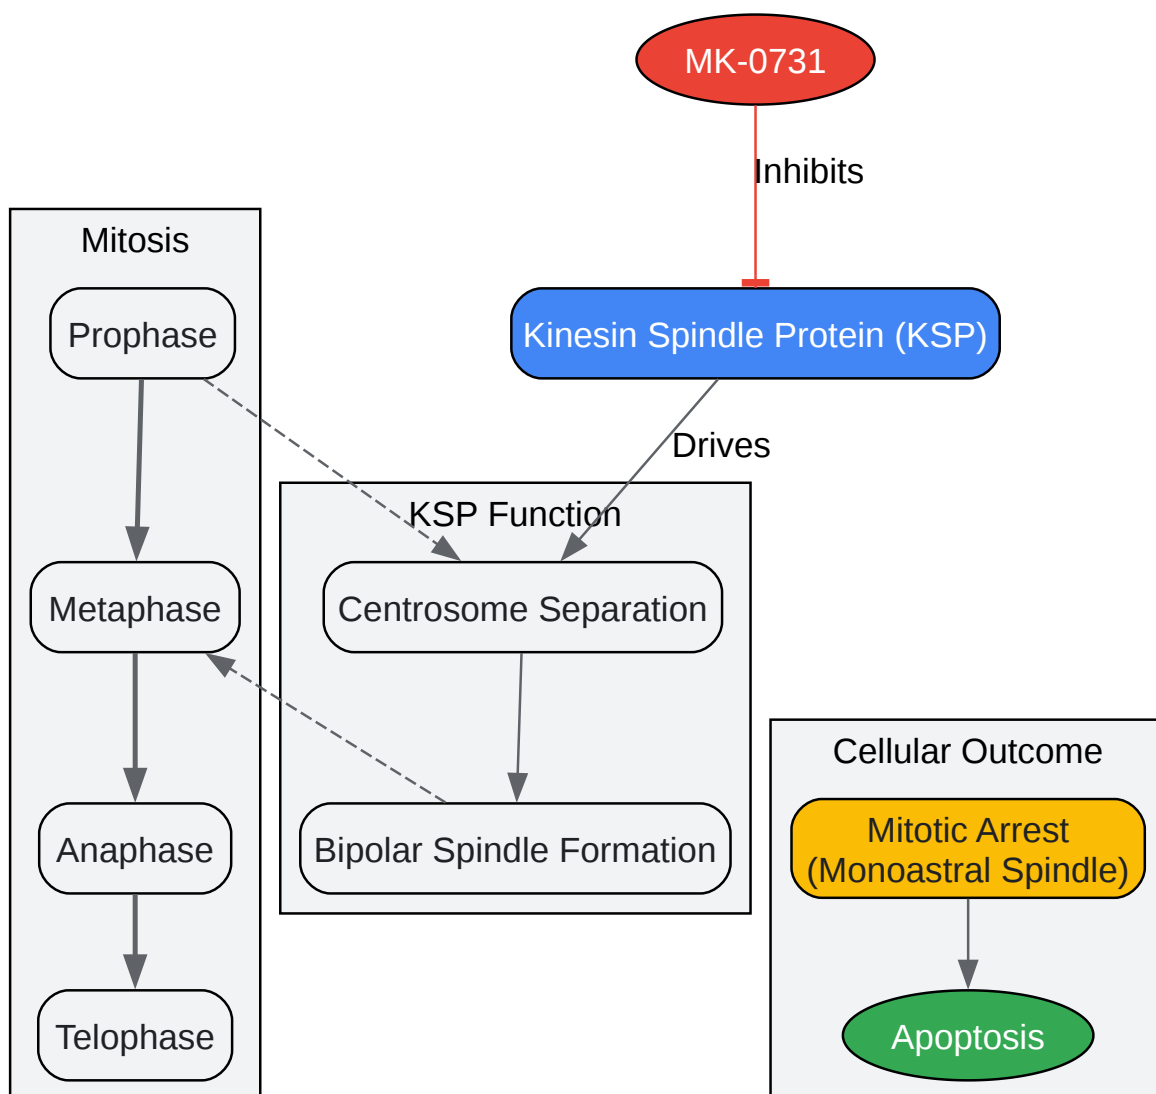 MK-0731
Inhibits
Mitosis
Prophase
Kinesin Spindle Protein (KSP)
Drives
KSP Function
Metaphase
Centrosome Separation
Cellular Outcome
Anaphase
Bipolar Spindle Formation
Mitotic Arrest
(Monoastral Spindle)
Telophase
Apoptosis